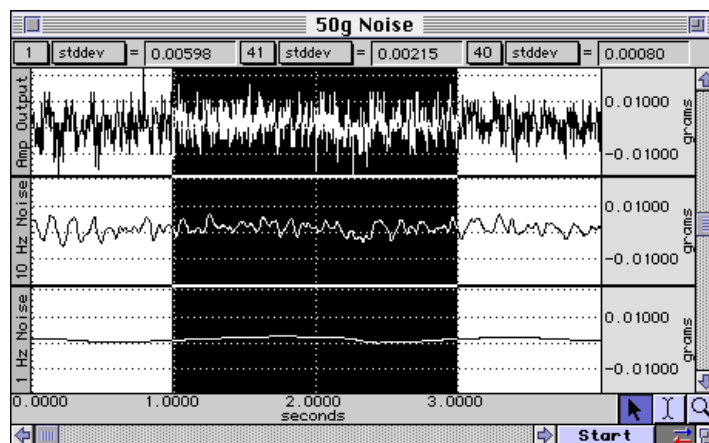 50g Noise
1 stddev = 0.00598 41 stddev = 0.00215 40 stddev = 0.00080
Amp Output
0.01000
-0.01000
grams
10 Hz Noise
0.01000
-0.01000
grams
1 Hz Noise
0.01000
-0.01000
grams
0.0000 1.0000 2.0000 3.0000
seconds
Start